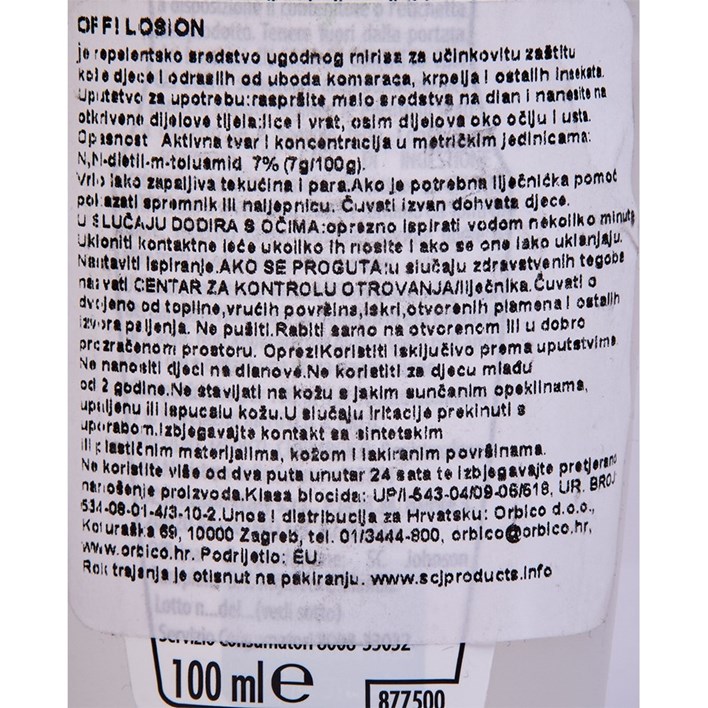 OFF! LOSION
je repelentsko sredstvo ugodnog mirisa za učinkovitu zaštitu
kože djece i odraslih od uboda komaraca, krpelja i ostalih insekata.
Uputstvo za upotrebu:raspršite malo sredstva na dlan i nanesite na
otkrivene dijelove tijela:lice i vrat, osim dijelova oko očiju i usta.
Opasnost Aktivna tvar i koncentracija u metričkim jedinicama:
N,N-dietil-m-toluamid 7% (7g/100g).
Vrlo lako zapaljiva tekućina i para.Ako je potrebna liječnička pomoć
pokazati spremnik ili naljepnicu. Čuvati izvan dohvata djece.
U SLUČAJU DODIRA S OČIMA:oprezno ispirati vodom nekoliko minuta
Ukloniti kontaktne leće ukoliko ih nosite i ako se one lako uklanjaju.
Nastaviti ispiranje.AKO SE PROGUTA:u slučaju zdravstvenih tegoba
nazvati CENTAR ZA KONTROLU OTROVANJA/liječnika.Čuvati o
dvojeno od topline,vrućih površina,iskri,otvorenih plamena i ostalih
izvora paljenja. Ne pušiti.Rabiti samo na otvorenom ili u dobro
prozračenom prostoru. Oprez!Koristiti isključivo prema uputstvima
Ne nanositi djeci na dlanove.Ne koristiti za djecu mlađu
od 2 godine.Ne stavljati na kožu s jakim sunčanim opeklinama,
upaljenu ili ispucalu kožu.U slučaju iritacije prekinuti s
uporabom.Izbjegavajte kontakt sa sintetskim
ili plastičnim materijalima, kožom i lakiranim površinama.
Ne koristite više od dva puta unutar 24 sata te izbjegavajte pretjerano
nanošenje proizvoda.Klasa biocida: UP/I-543-04/09-06/618, UR. BROJ
534-08-01-4/3-10-2.Unos i distribucija za Hrvatsku: Orbico d.o.o.,
Koturaška 69, 10000 Zagreb, tel. 01/3444-800, orbico@orbico.hr,
www.orbico.hr. Podrijetlo: EU.
Rok trajanja je otisnut na pakiranju. www.scjproducts.info
Lotto n...del...(vedi sotto)
Servizio Consumatori
100 ml e
877500